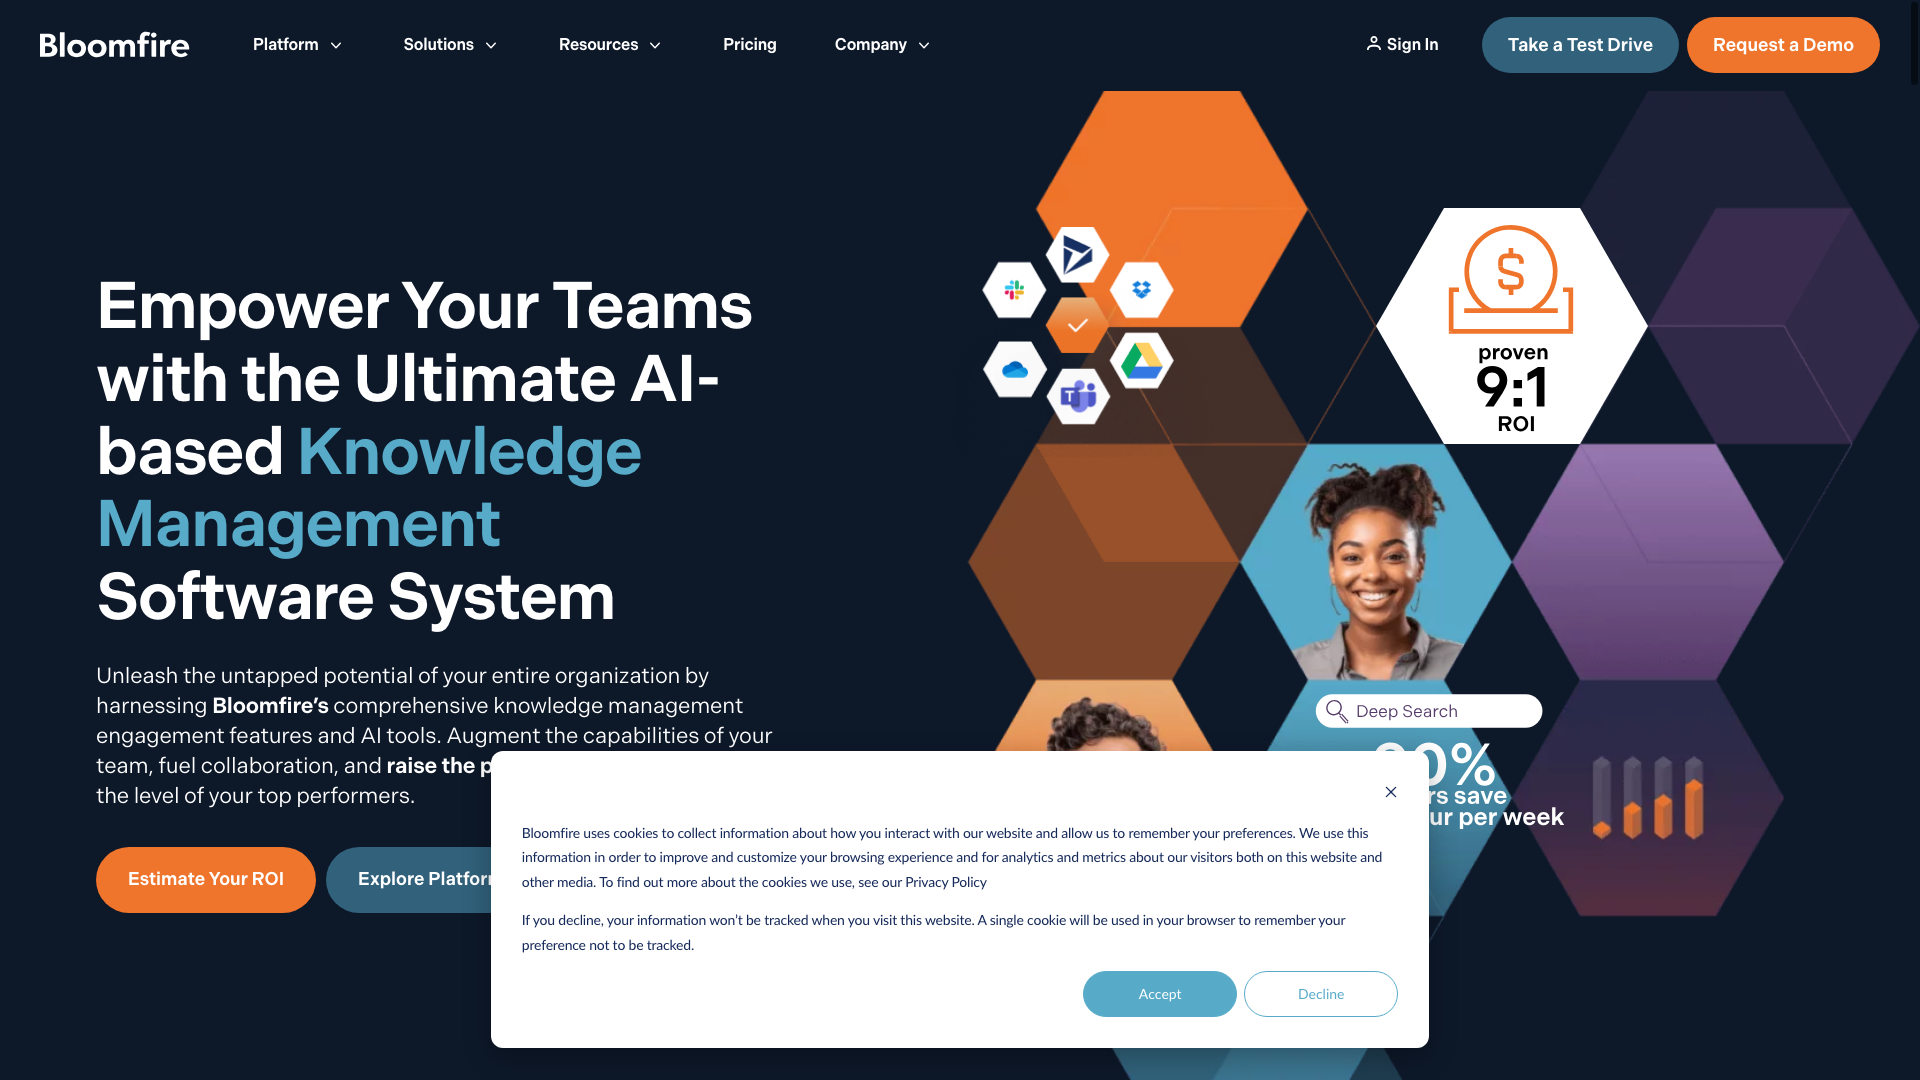 Bloomfire
Platform
Solutions
Resources
Pricing
Company
Sign In
Take a Test Drive
Request a Demo
Empower Your Teams
with the Ultimate AI-
based Knowledge
Management
Software System
Unleash the untapped potential of your entire organization by
harnessing Bloomfire's comprehensive knowledge management
engagement features and AI tools. Augment the capabilities of your
team, fuel collaboration, and raise the p
the level of your top performers.
Estimate Your ROI
Explore Platfor
$
proven
9:1
ROI
T
Deep Search
0%
rs save
ur per week
Bloomfire uses cookies to collect information about how you interact with our website and allow us to remember your preferences. We use this
information in order to improve and customize your browsing experience and for analytics and metrics about our visitors both on this website and
other media. To find out more about the cookies we use, see our Privacy Policy
If you decline, your information won't be tracked when you visit this website. A single cookie will be used in your browser to remember your
preference not to be tracked.
Accept
Decline